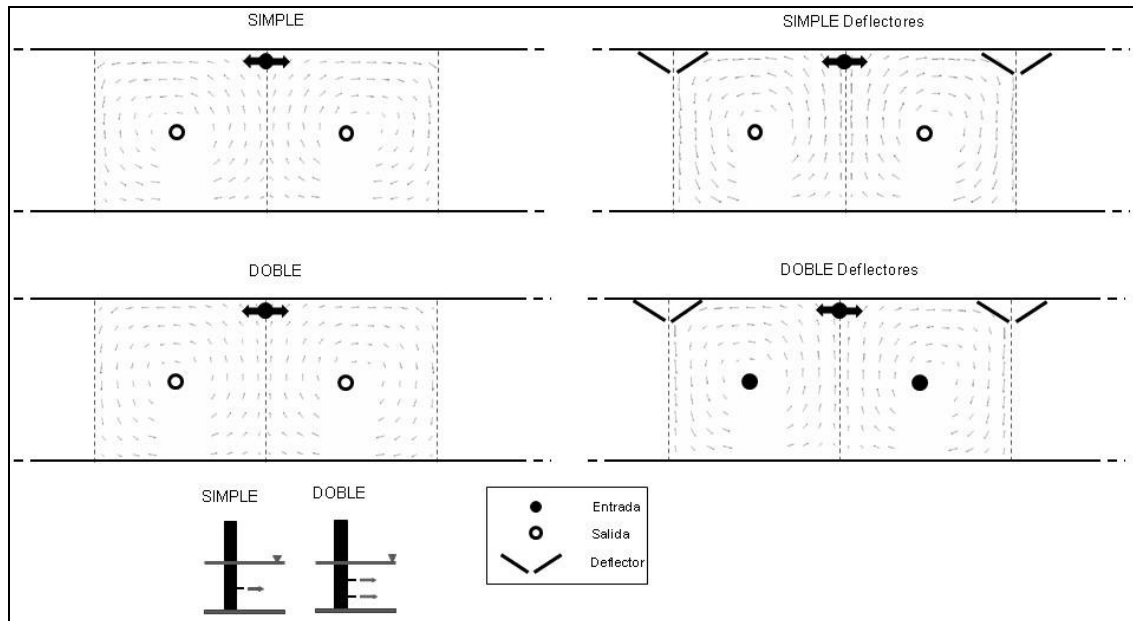 SIMPLE
SIMPLE Deflectores
DOBLE
DOBLE Deflectores
SIMPLE
DOBLE
Entrada
Salida
Deflector